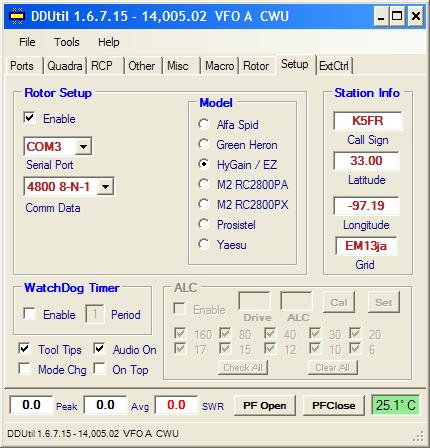 DDUtil 1.6.7.15 - 14,005.02 VFO A CWU
File Tools Help
Ports Quadra RCP Other Misc Macro Rotor Setup ExtCtrl
Rotor Setup
Enable
COM3
Serial Port
4800 8-N-1
Comm Data
Model
Alfa Spid
Green Heron
HyGain / EZ
M2 RC2800PA
M2 RC2800PX
Prosistel
Yaesu
Station Info
K5FR
Call Sign
33.00
Latitude
-97.19
Longitude
EM13ja
Grid
WatchDog Timer
Enable 1 Period
Tool Tips Audio On
Mode Chg On Top
ALC
Enable Drive ALC Cal Set
160 80 40 30 20
17 15 12 10 6
Check All Clear All
0.0 Peak 0.0 Avg 0.0 SWR PF Open PFClose 25.1° C
DDUtil 1.6.7.15 - 14,005.02 VFO A CWU